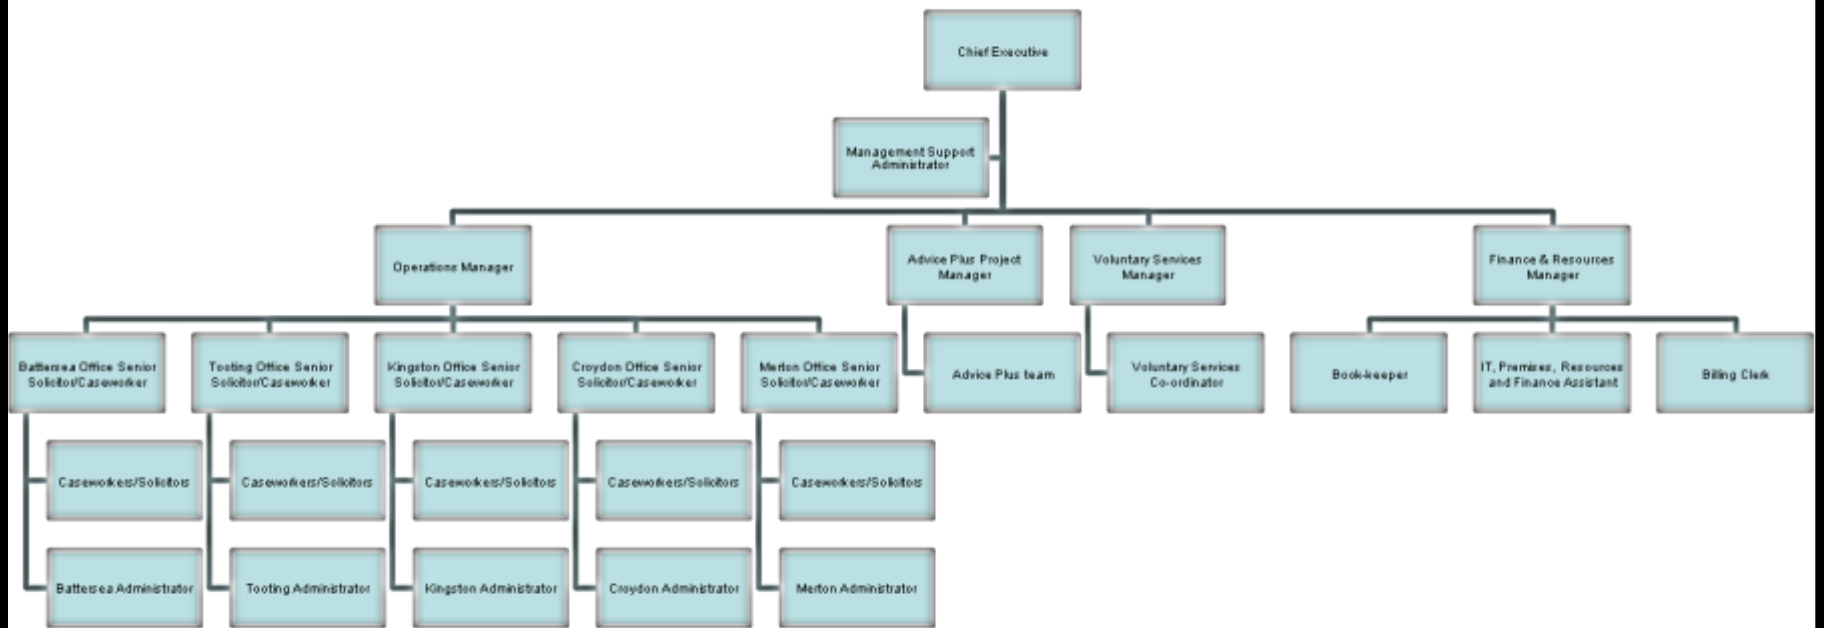 Chief Executive
Management Support
Administrator
Operations Manager
Advice Plus Project
Manager
Voluntary Services
Manager
Finance & Resources
Manager
Battersea Office Senior
Solicitor/Caseworker
Tooting Office Senior
Solicitor/Caseworker
Kingston Office Senior
Solicitor/Caseworker
Croydon Office Senior
Solicitor/Caseworker
Merton Office Senior
Solicitor/Caseworker
Advice Plus team
Voluntary Services
Co-ordinator
Book-keeper
IT, Premises, Resources
and Finance Assistant
Billing Clerk
Caseworkers/Solicitors
Caseworkers/Solicitors
Caseworkers/Solicitors
Caseworkers/Solicitors
Caseworkers/Solicitors
Battersea Administrator
Tooting Administrator
Kingston Administrator
Croydon Administrator
Merton Administrator